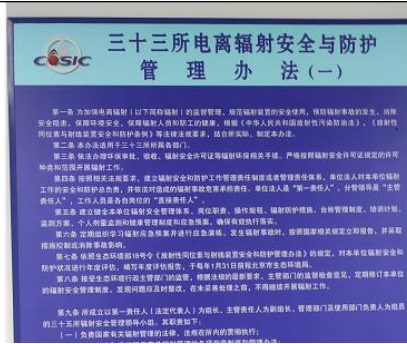 COSIC
三十三所电离辐射安全与防护
管理办法(一)
第一条 为加强电离辐射(以下简称辐射)的监督管理,规范辐射装置的安全使用,预防辐射事故的发生,消除
安全隐患,保障环境安全,保障辐射人员和职工的健康,根据《中华人民共和国放射性污染防治法》、《放射性
同位素与射线装置安全和防护条例》等法律法规要求,结合所实际,制定本办法。
第二条 本办法适用于三十三所所属各部门。
第三条 依法办理环保审批、验收、辐射安全许可证等辐射环保相关手续,严格按照辐射安全许可证规定的许可
种类和范围开展辐射工作。
第四条 按照相关法规要求,建立辐射安全和防护工作管理责任制度或者管理责任体系,单位法人对本单位辐射
工作的安全和防护总负责,并依法对造成的辐射事故危害承担责任。单位法人是“第一责任人”,分管领导是“主管
责任人”,工作人员是各自岗位的“直接责任人”。
第五条 建立健全本单位辐射安全管理体系、岗位职责、操作规程、辐射防护措施、台帐管理制度、培训计划、
监测方案、个人剂量监测和健康管理制度和应急预案,确保有效执行落实。
第六条 定期组织学习辐射应急预案并进行应急演练,发生辐射事故时,按照国家相关规定立即报告,并采取
措施控制或消除事故影响。
第七条 依照生态环境部18号令《放射性同位素与射线装置安全和防护管理办法》的规定,对本单位辐射安全和
防护状况进行年度评估,编写年度评估报告,于每年1月31日前报北京市生态环境局。
第八条 接受生态环境行政主管部门的监管,根据法规的最新要求、主管部门的监督检查意见,定期修订本单位
的辐射安全管理制度,发现问题应及时整改,在未妥善处理之前,不得继续开展辐射工作。
第九条 所成立以第一责任人(法定代表人)为组长、主管责任人为副组长、管理部门及使用部门负责人为组员
的三十五所辐射安全管理领导小组,其职责如下:
(一)负责国家有关辐射管理的法律、法规在所内的贯彻执行;